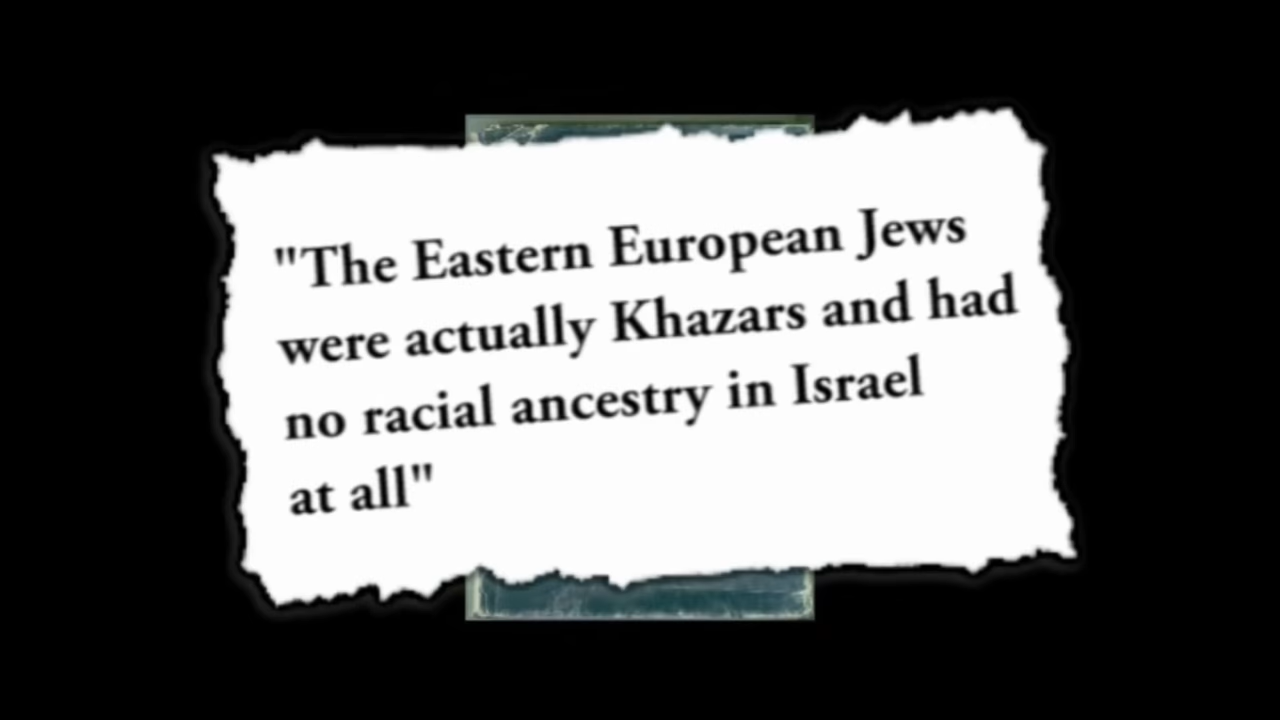 "The Eastern European Jews
were actually Khazars and had
no racial ancestry in Israel
at all"